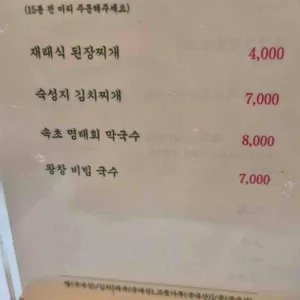 (15분 전 미리 주문해주세요)
재래식 된장찌개 4,000
숙성지 김치찌개 7,000
속초 명태회 막국수 8,000
왕창 비빔 국수 7,000